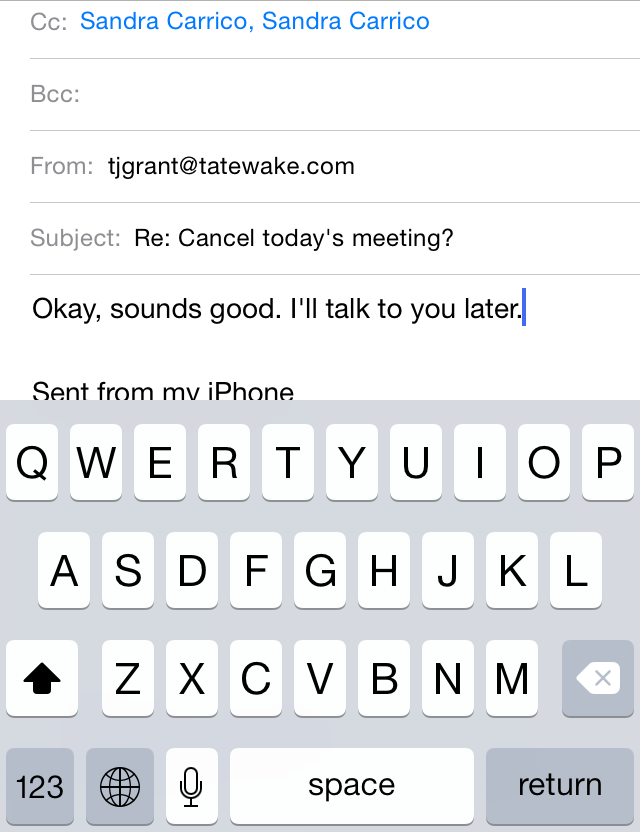 Cc: Sandra Carrico, Sandra Carrico
Bcc:
From: tjgrant@tatewake.com
Subject: Re: Cancel today's meeting?
Okay, sounds good. I'll talk to you later.
Sent from my iPhone
Q W E R T Y U I O P
A S D F G H J K L
Z X C V B N M
123 space return